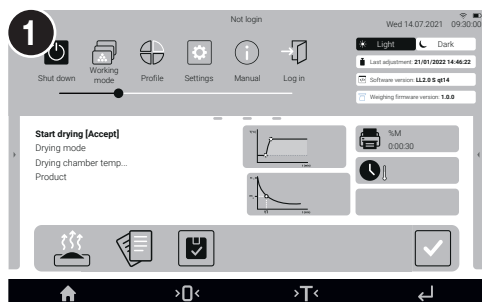 1
Not login
Wed 14.07.2021 09:30:00
Light
Dark
Last adjustment: 21/01/2022 14:46:22
Software version: LL2.0 S qt14
Weighing firmware version: 1.0.0
Shut down
Working mode
Profile
Settings
Manual
Log in
Start drying [Accept]
Drying mode
Drying chamber temp...
Product
%M
0:00:30
>0<
>T<